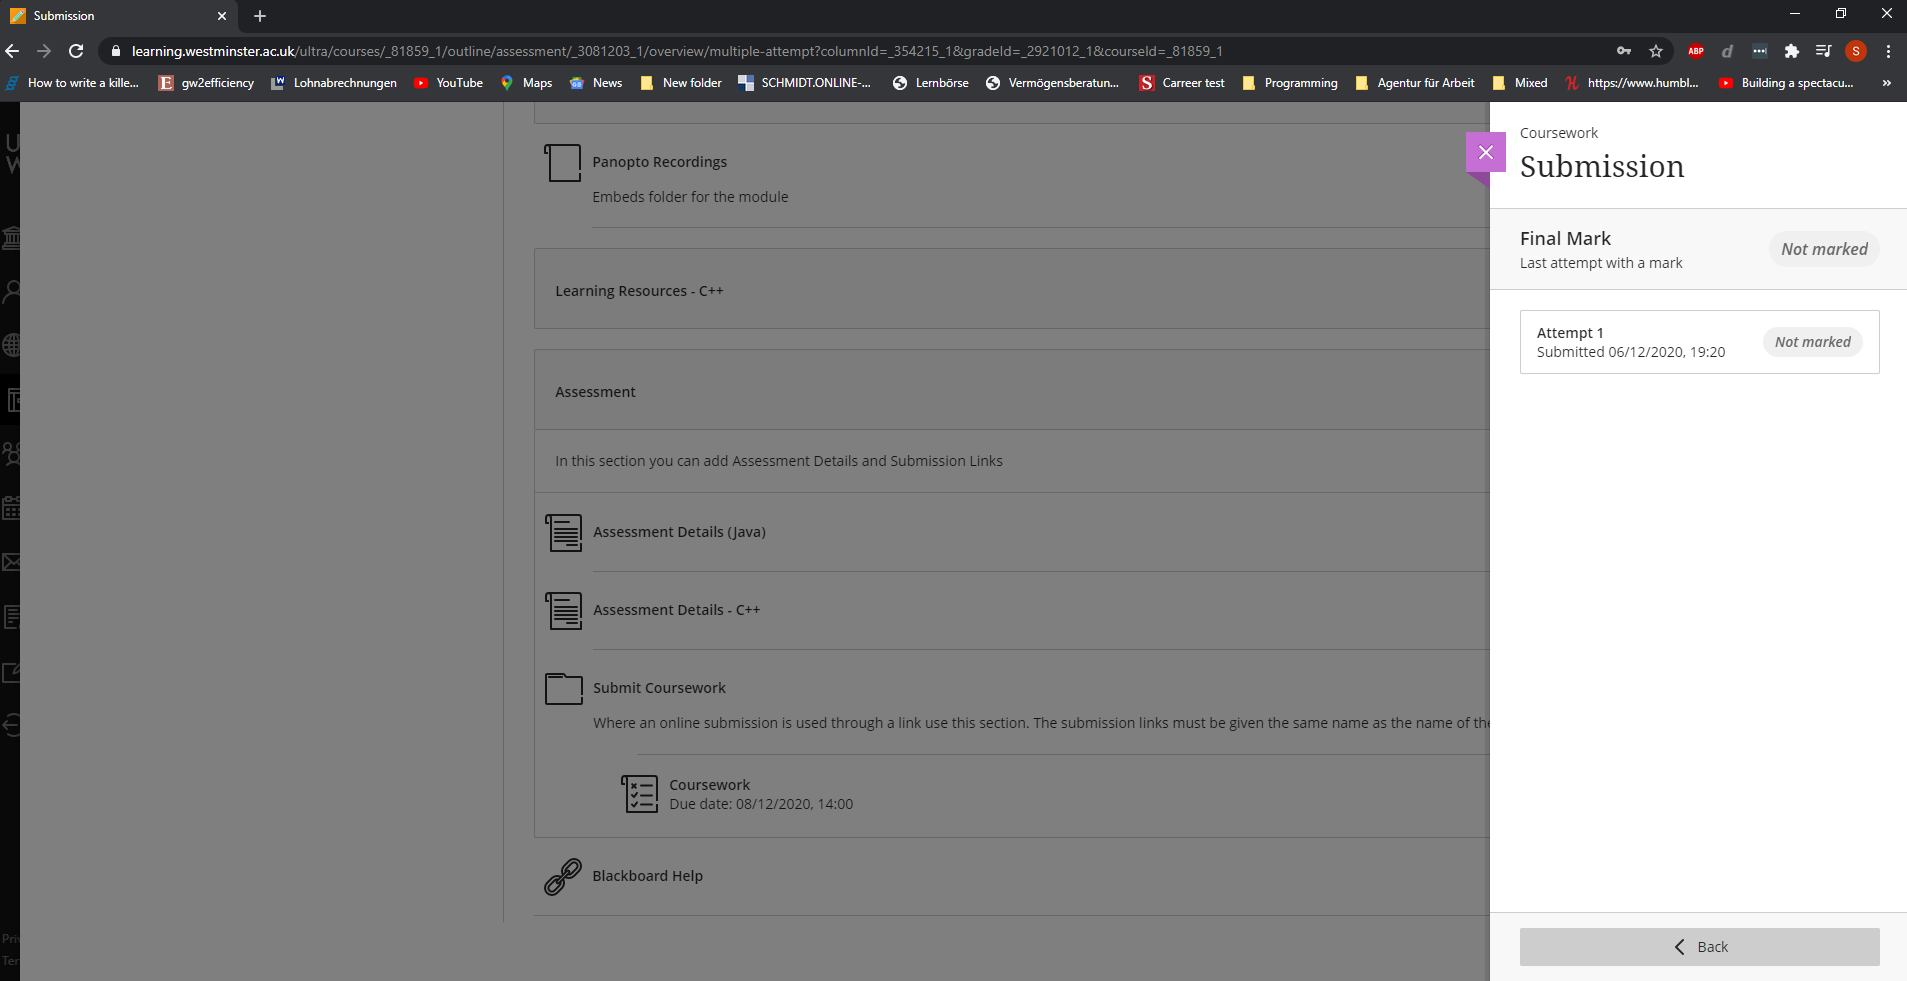 Submission
learning.westminster.ac.uk/ultra/courses/_81859_1/outline/assessment/_3081203_1/overview/multiple-attempt?columnId=_354215_1&gradeId=_2921012_1&courseId=_81859_1
ABP
d
S
How to write a kille...
E
gw2efficiency
W
Lohnabrechnungen
YouTube
Maps
News
New folder
SCHMIDT.ONLINE-...
Lernbörse
Vermögensberatun...
S
Carreer test
Programming
Agentur für Arbeit
Mixed
https://www.humbl...
Building a spectacu...
»
U
W
Panopto Recordings
Embeds folder for the module
Learning Resources - C++
Assessment
In this section you can add Assessment Details and Submission Links
Assessment Details (Java)
Assessment Details - C++
Submit Coursework
Where an online submission is used through a link use this section. The submission links must be given the same name as the name of the
Coursework
Due date: 08/12/2020, 14:00
Blackboard Help
Priv
Ter
Coursework
Submission
Final Mark
Last attempt with a mark
Not marked
Attempt 1
Submitted 06/12/2020, 19:20
Not marked
Back